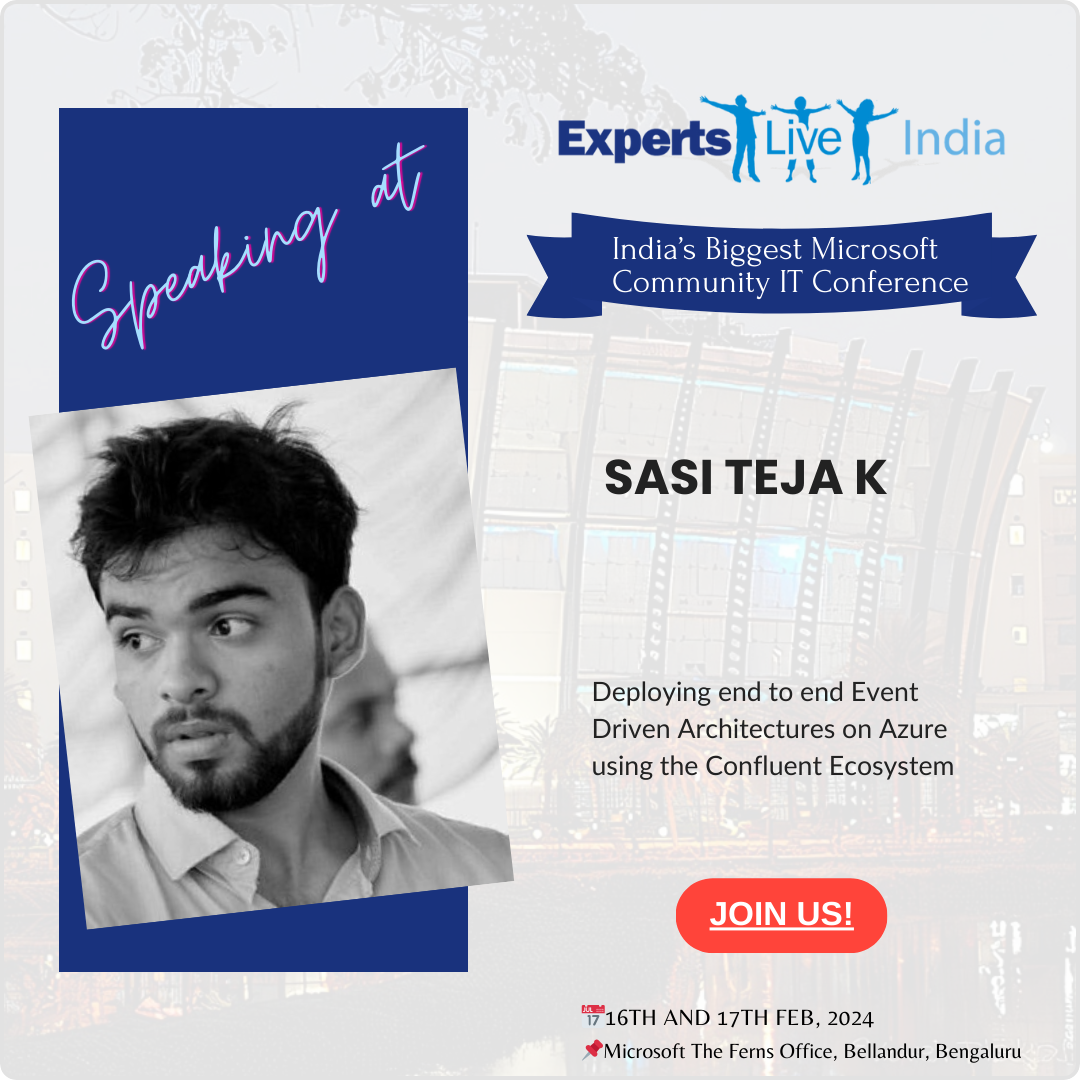 Speaking at
Experts Live India
India’s Biggest Microsoft
Community IT Conference
SASI TEJA K
Deploying end to end Event
Driven Architectures on Azure
using the Confluent Ecosystem
JOIN US!
📅16TH AND 17TH FEB, 2024
📌Microsoft The Ferns Office, Bellandur, Bengaluru